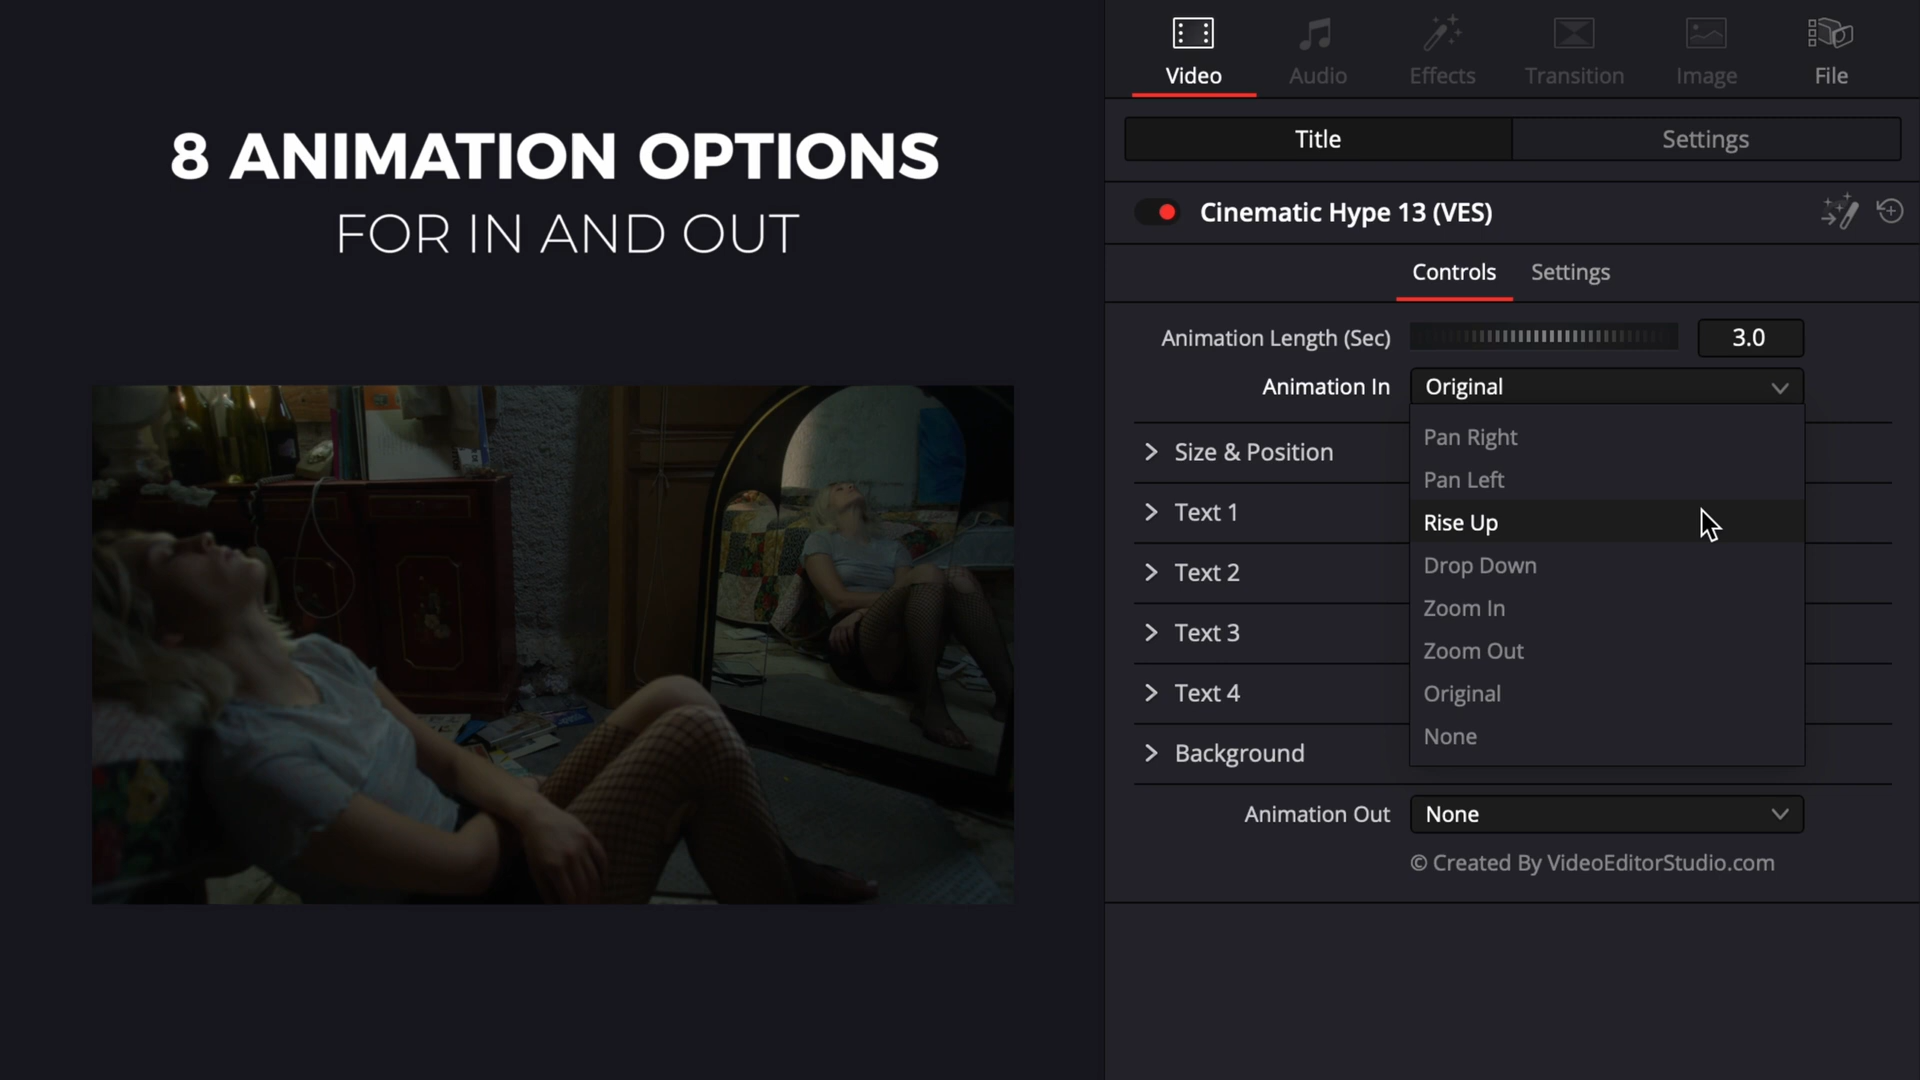 8 ANIMATION OPTIONS
FOR IN AND OUT
Video
Audio
Effects
Transition
Image
File
Title
Settings
Cinematic Hype 13 (VES)
Controls
Settings
Animation Length (Sec)
3.0
Animation In
Original
Pan Right
Pan Left
Rise Up
Drop Down
Zoom In
Zoom Out
Original
None
Size & Position
Text 1
Text 2
Text 3
Text 4
Background
Animation Out
None
© Created By VideoEditorStudio.com